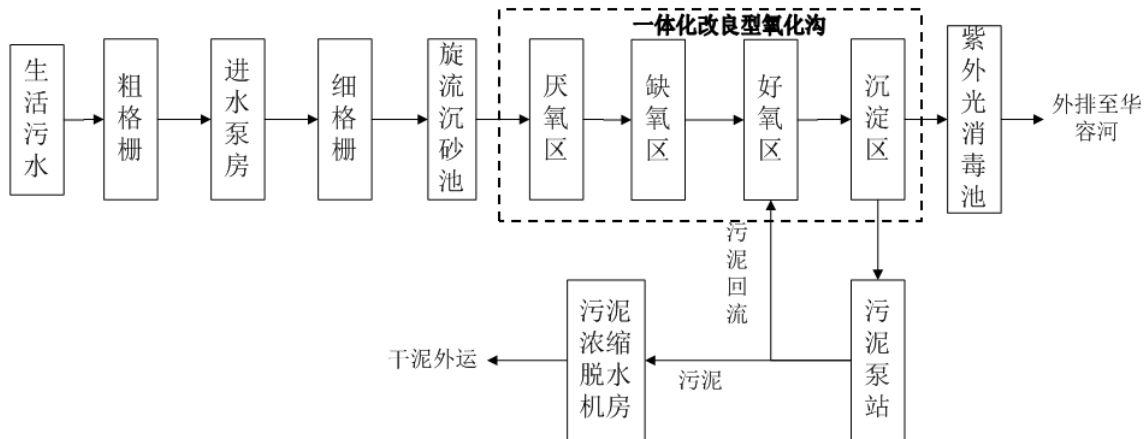 一体化改良型氧化沟
生活污水
粗格栅
进水泵房
细格栅
旋流沉砂池
厌氧区
缺氧区
好氧区
沉淀区
紫外光消毒池
外排至华
容河
污泥回流
污泥
浓缩
脱水
机房
干泥外运
污泥
污泥泵站